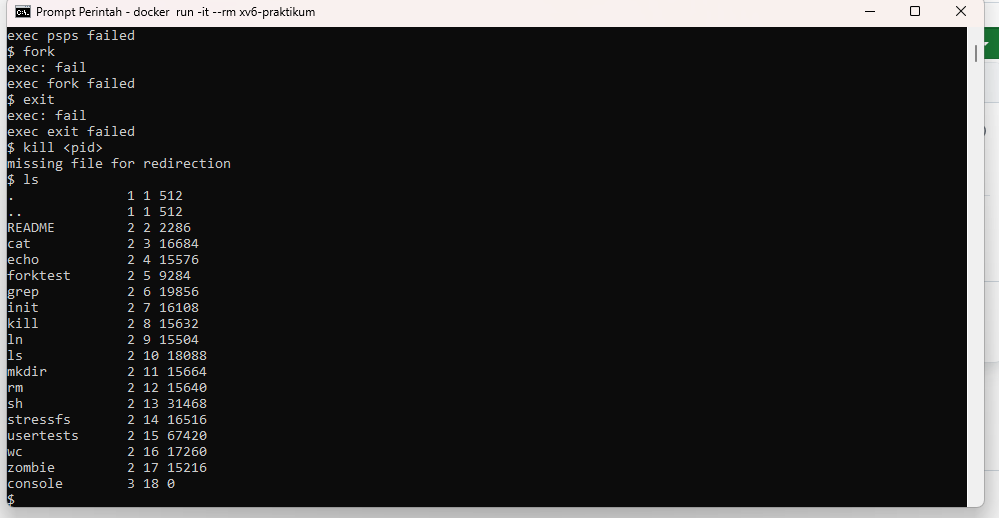 Prompt Perintah - docker  run -it --rm xv6-praktikum
exec psps failed
$ fork
exec: fail
exec fork failed
$ exit
exec: fail
exec exit failed
$ kill <pid>
missing file for redirection
$ ls
.              1 1 512
..             1 1 512
README         2 2 2286
cat            2 3 16684
echo           2 4 15576
forktest       2 5 9284
grep           2 6 19856
init           2 7 16108
kill           2 8 15632
ln             2 9 15504
ls             2 10 18088
mkdir          2 11 15664
rm             2 12 15640
sh             2 13 31468
stressfs       2 14 16516
usertests      2 15 67420
wc             2 16 17260
zombie         2 17 15216
console        3 18 0
$